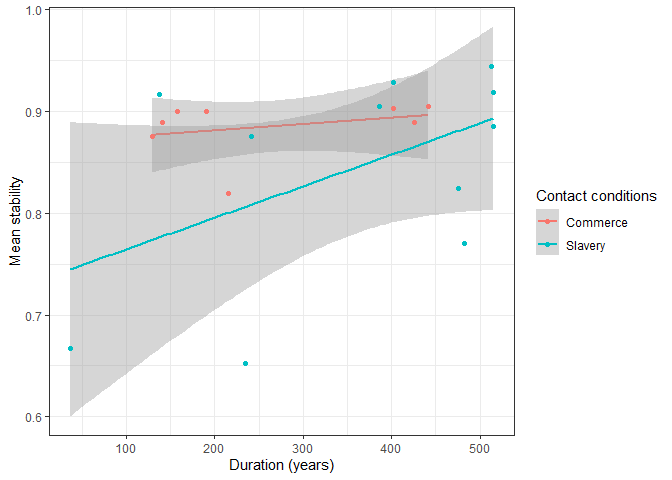 1.0
0.9
0.8
0.7
0.6
Mean stability
100 200 300 400 500
Duration (years)
Contact conditions
Commerce
Slavery